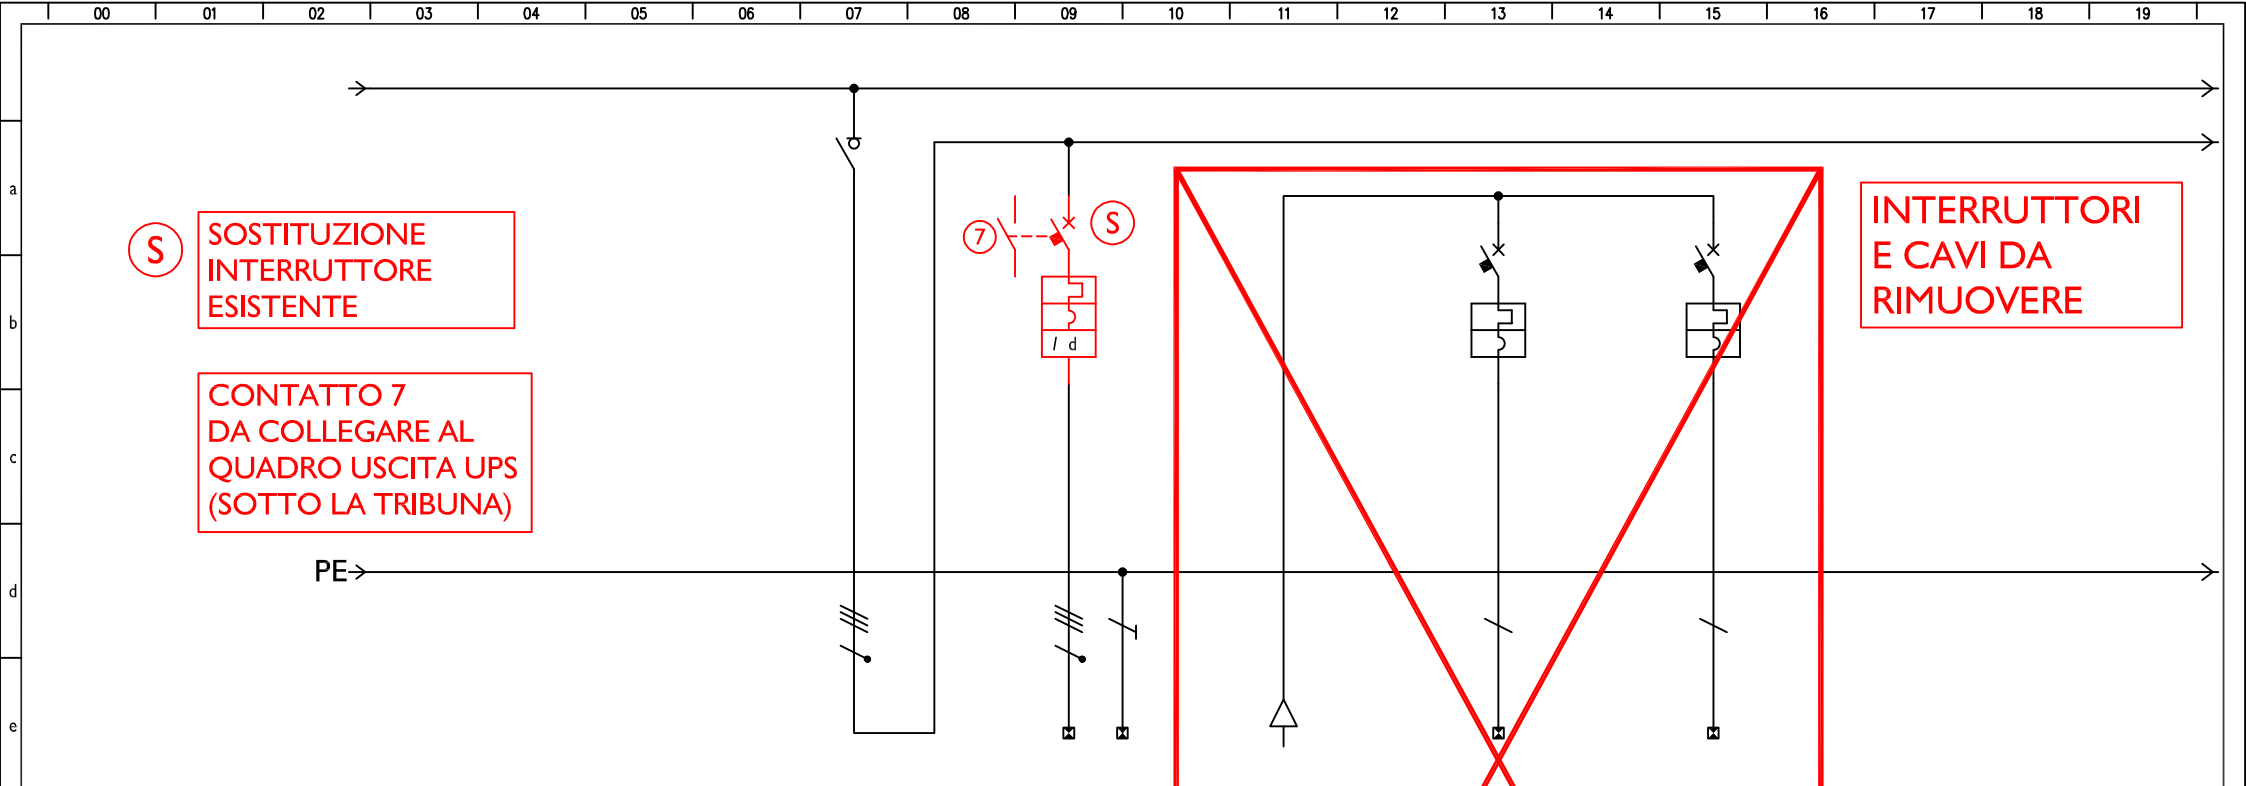 00 01 02 03 04 05 06 07 08 09 10 11 12 13 14 15 16 17 18 19
a
b
c
d
e
S
SOSTITUZIONE
INTERRUTTORE
ESISTENTE
CONTATTO 7
DA COLLEGARE AL
QUADRO USCITA UPS
(SOTTO LA TRIBUNA)
PE
7
S
I d
INTERRUTTORI
E CAVI DA
RIMUOVERE